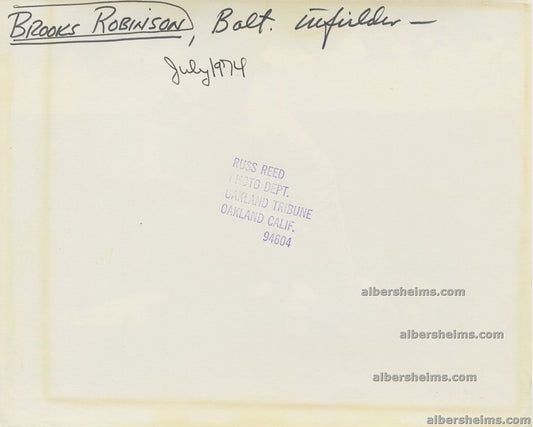 BROOKS ROBINSON, Balt. infielder —
July 1974
RUSS REED
PHOTO DEPT.
OAKLAND TRIBUNE
OAKLAND CALIF.
94604
albersheims.com
albersheims.com
albersheims.com
albersheims.com